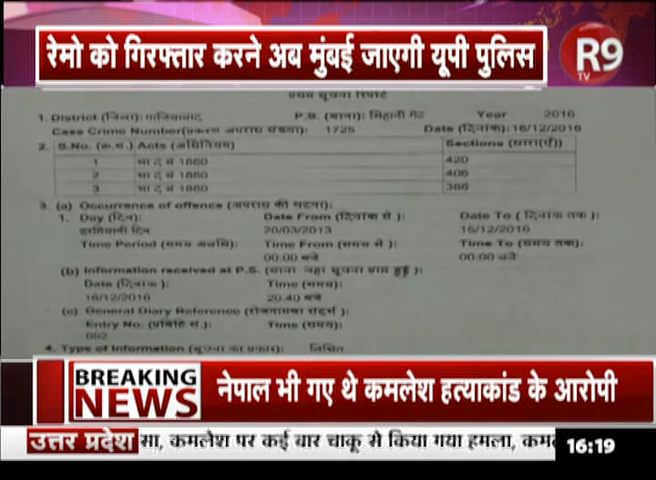 रेमो को गिरफ्तार करने अब मुंबई जाएगी यूपी पुलिस
R9
TV
प्रथम सूचना रिपोर्ट
1. District (जिला): गाजियाबाद P.S. (थाना): सिहानी गेट Year 2016
Case Crime Number(प्रकरण अपराध संख्या): 1725 Date (दिनांक): 16/12/2016
2. S.No. (क.स.) Acts (अधिनियम) Sections (धारा(एँ))
1 भा द वं 1860 420
2 भा द वं 1860 406
3 भा द वं 1860 386
3. (a) Occurrence of offence (अपराध की घटना):
1. Day (दिन): Date From (दिनांक से ): Date To ( दिनांक तक ):
दरमियानी दिन 20/03/2013 15/12/2016
Time Period (समय अवधि): Time From (समय से ): Time To (समय तक):
00:00 बजे 00:00 बजे
(b) Information received at P.S. (थाना जहा सूचना प्राप्त हुई ):
Date (दिनांक ): Time (समय):
16/12/2016 20.40 बजे
(c) General Diary Reference (रोजनामचा संदर्भ ):
Entry No. (प्रविष्टि सं.): Time (समय):
052
4. Type of Information (सूचना का प्रकार): लिखित
BREAKING
NEWS
नेपाल भी गए थे कमलेश हत्याकांड के आरोपी
उत्तर प्रदेश सा, कमलेश पर कई बार चाकू से किया गया हमला, कम 16:19